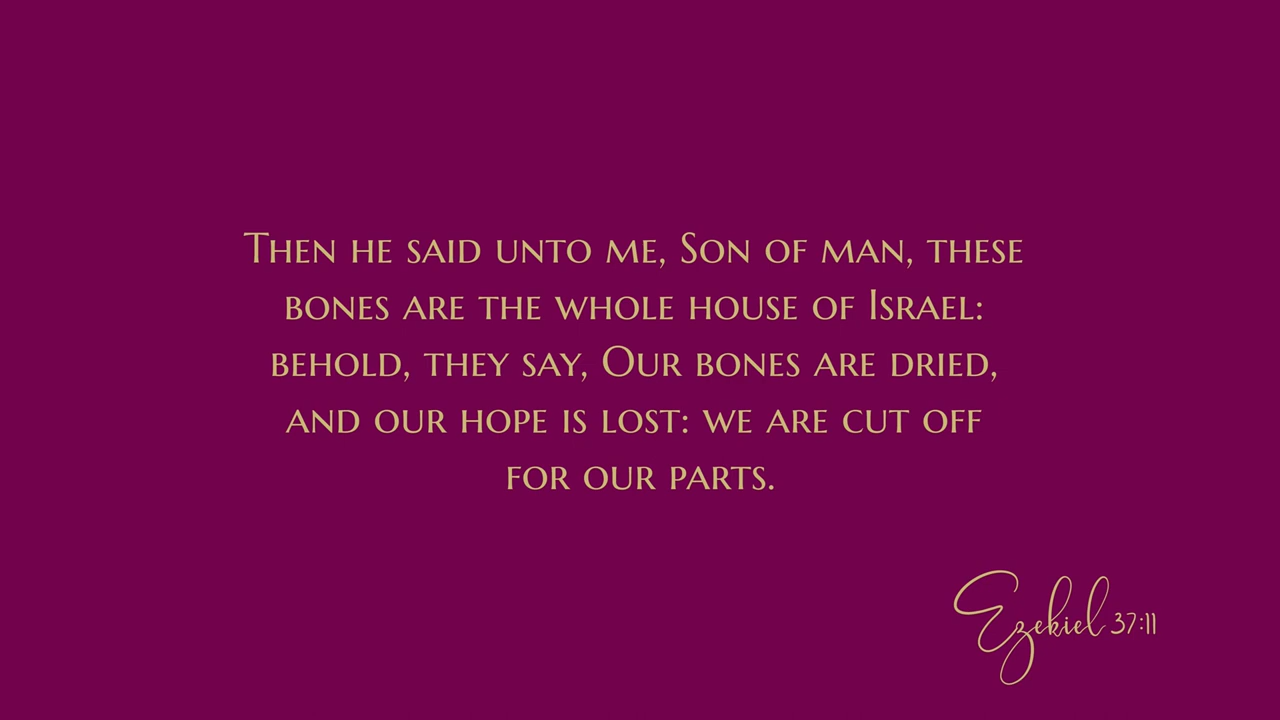 Then he said unto me, Son of man, these
bones are the whole house of Israel:
behold, they say, Our bones are dried,
and our hope is lost: we are cut off
for our parts.
Ezekiel 37:11